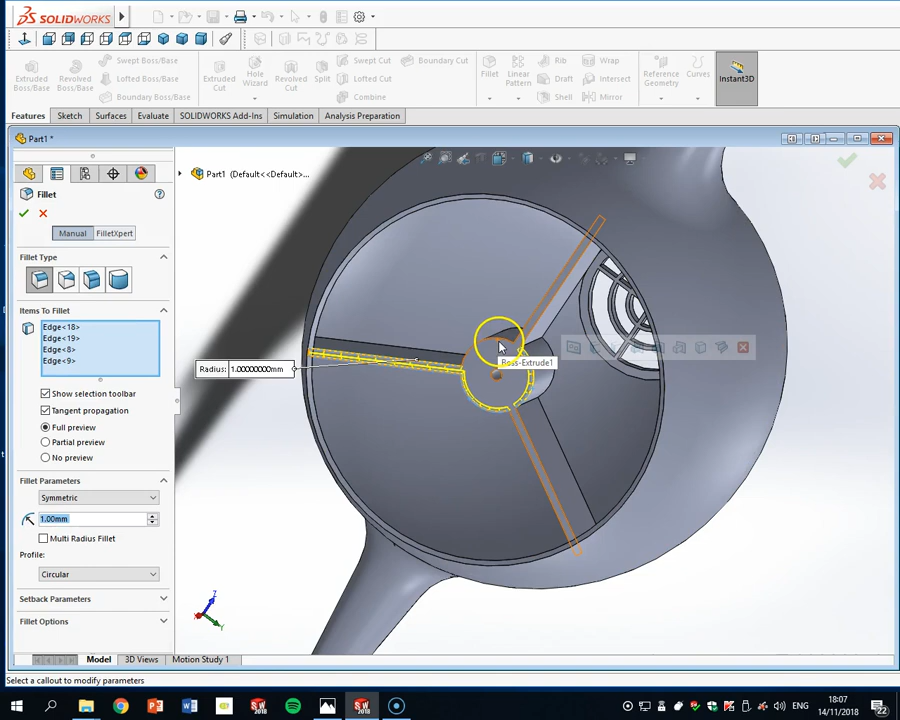 SOLIDWORKS
Extruded Boss/Base
Revolved Boss/Base
Swept Boss/Base
Lofted Boss/Base
Boundary Boss/Base
Extruded Cut
Hole Wizard
Revolved Cut
Split
Swept Cut
Lofted Cut
Combine
Boundary Cut
Fillet
Linear Pattern
Rib
Draft
Shell
Wrap
Intersect
Mirror
Reference Geometry
Curves
Instant3D
Features
Sketch
Surfaces
Evaluate
SOLIDWORKS Add-Ins
Simulation
Analysis Preparation
Part1 *
Part1 (Default<<Default>...
Fillet
Manual
FilletXpert
Fillet Type
Items To Fillet
Edge<18>
Edge<19>
Edge<8>
Edge<9>
Show selection toolbar
Tangent propagation
Full preview
Partial preview
No preview
Fillet Parameters
Symmetric
1.00mm
Multi Radius Fillet
Profile:
Circular
Setback Parameters
Fillet Options
Radius: 1.00000000mm
Boss-Extrude1
Z
X
Y
Model
3D Views
Motion Study 1
Select a callout to modify parameters
2018
2018
ENG
18:07
14/11/2018
22